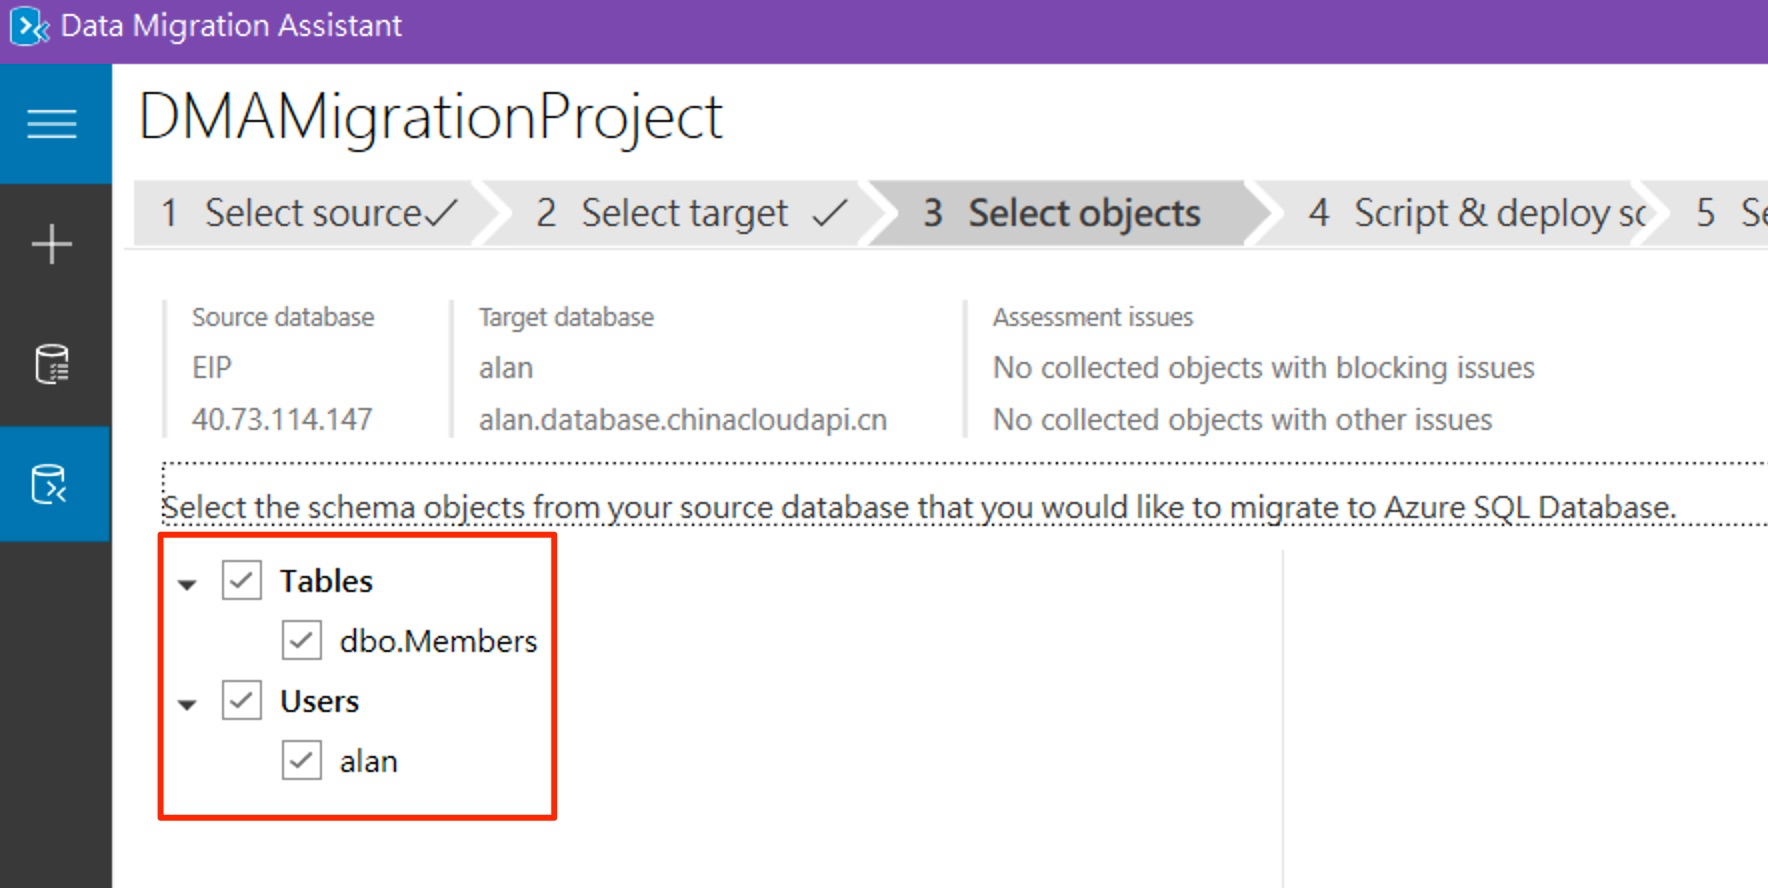 Data Migration Assistant
DMAMigrationProject
1 Select source 2 Select target 3 Select objects 4 Script & deploy sc 5 Se
Source database Target database Assessment issues
EIP alan No collected objects with blocking issues
40.73.114.147 alan.database.chinacloudapi.cn No collected objects with other issues
Select the schema objects from your source database that you would like to migrate to Azure SQL Database.
Tables
dbo.Members
Users
alan